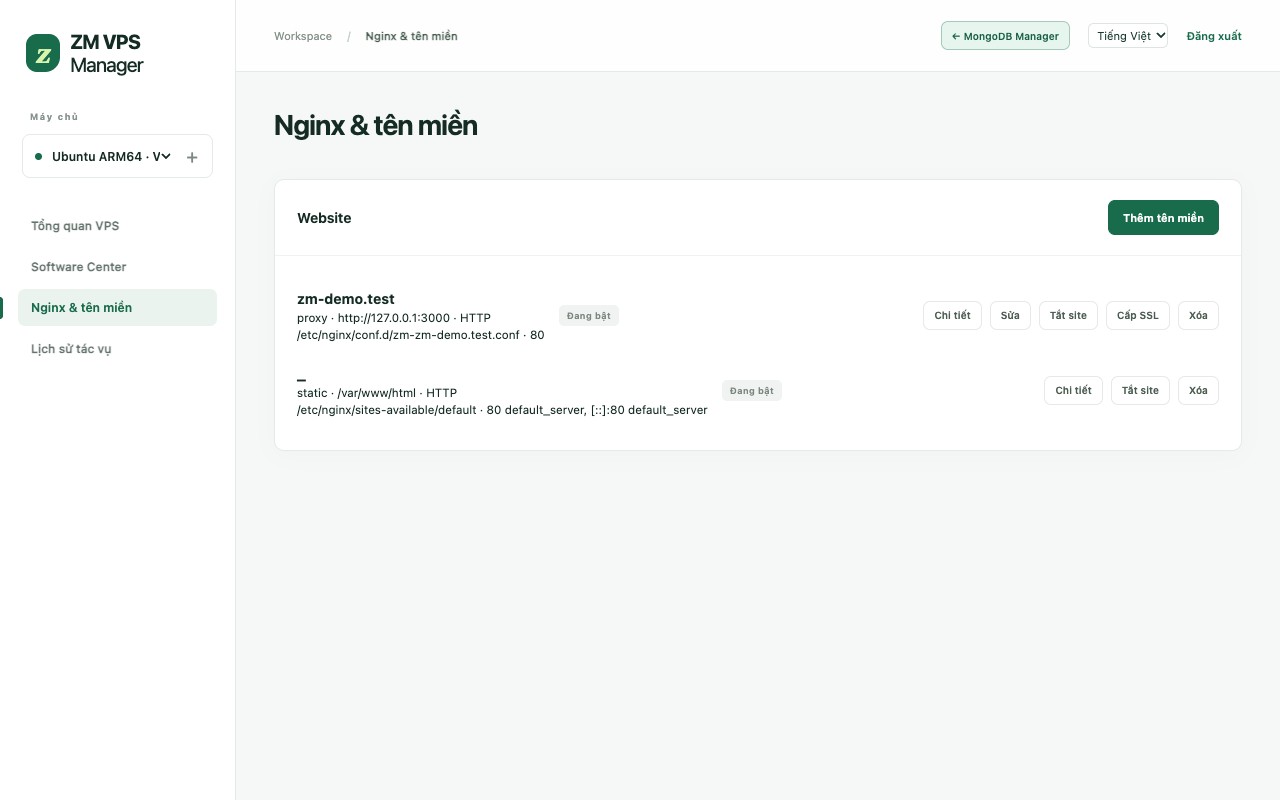 z
ZM VPS
Manager
Máy chủ
Ubuntu ARM64 · V
+
Tổng quan VPS
Software Center
Nginx & tên miền
Lịch sử tác vụ
Workspace / Nginx & tên miền
← MongoDB Manager
Tiếng Việt
Đăng xuất
Nginx & tên miền
Website
Thêm tên miền
zm-demo.test
proxy · http://127.0.0.1:3000 · HTTP
/etc/nginx/conf.d/zm-zm-demo.test.conf · 80
Đang bật
Chi tiết
Sửa
Tắt site
Cấp SSL
Xóa
_
static · /var/www/html · HTTP
/etc/nginx/sites-available/default · 80 default_server, [::]:80 default_server
Đang bật
Chi tiết
Tắt site
Xóa